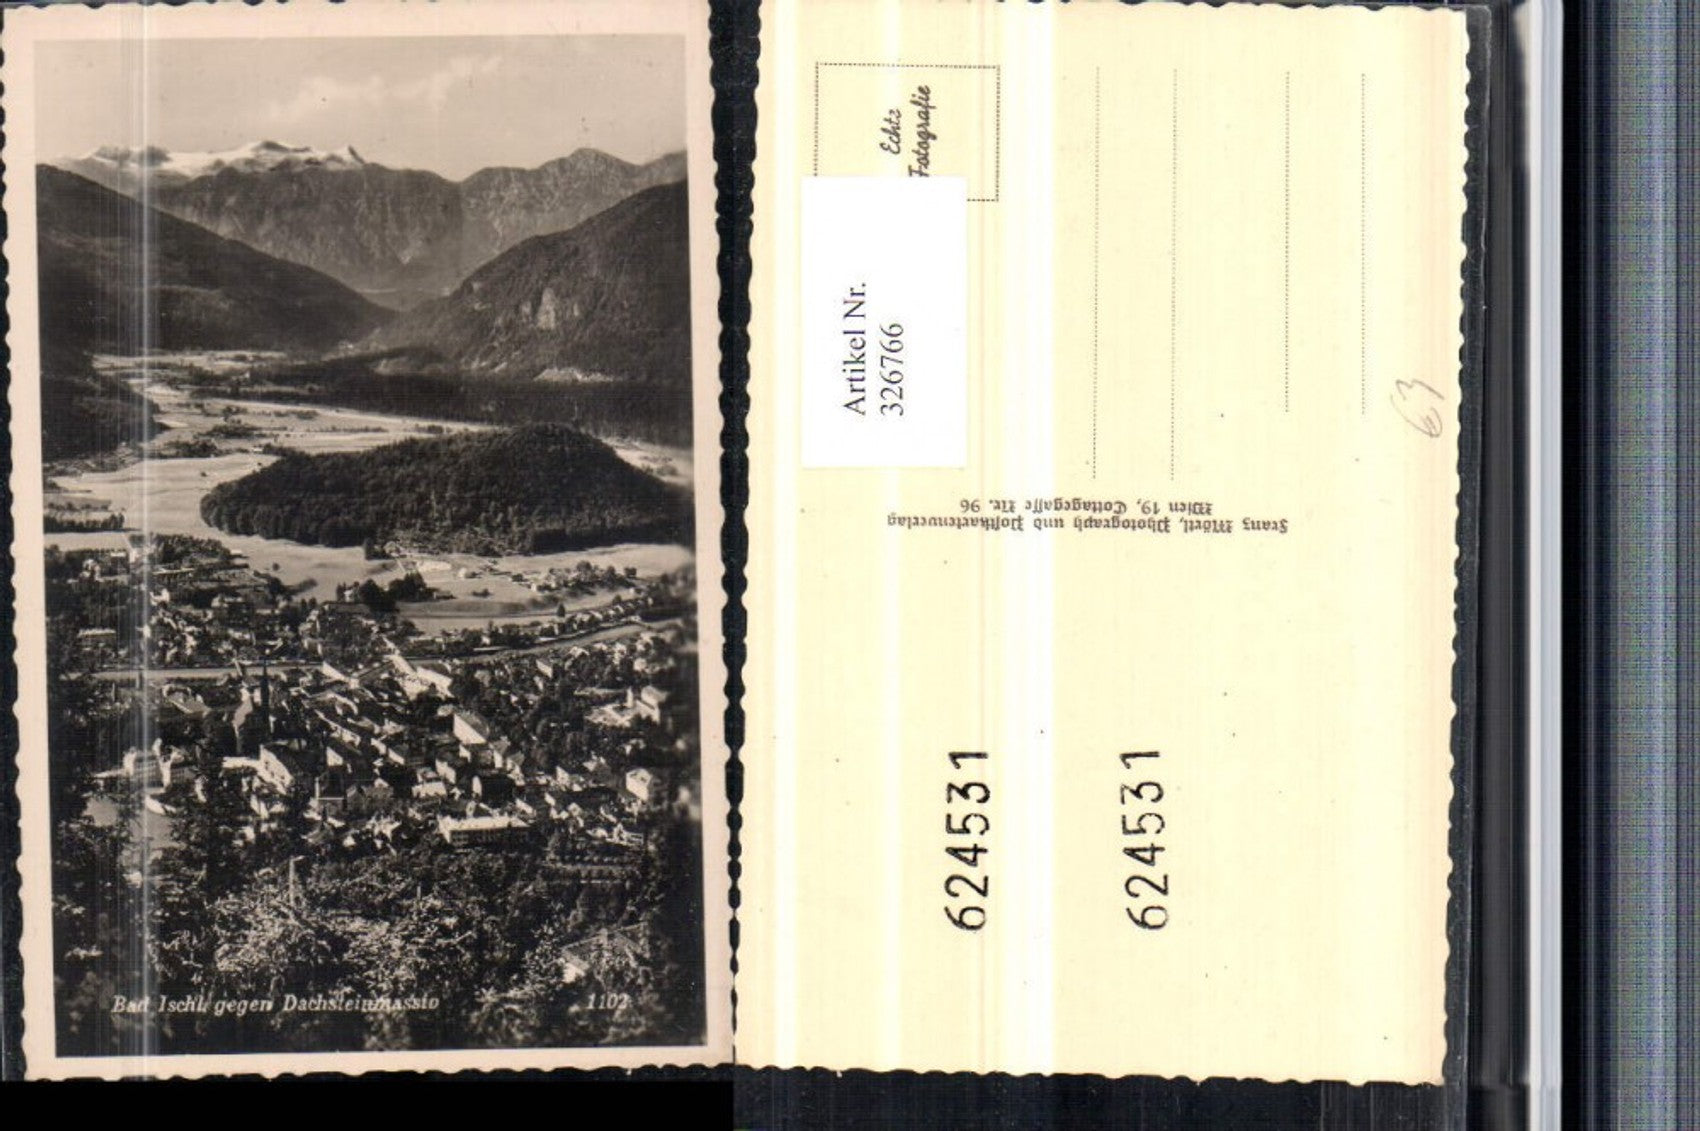 Bad Ischl gegen Dachsteinmassiv
1102
Echte
Fotografie
Artikel Nr.
326766
Franz Mörtl, Photograph und Postkartenverlag
Wien 19, Cottagegasse Nr. 96
624531
624531
63